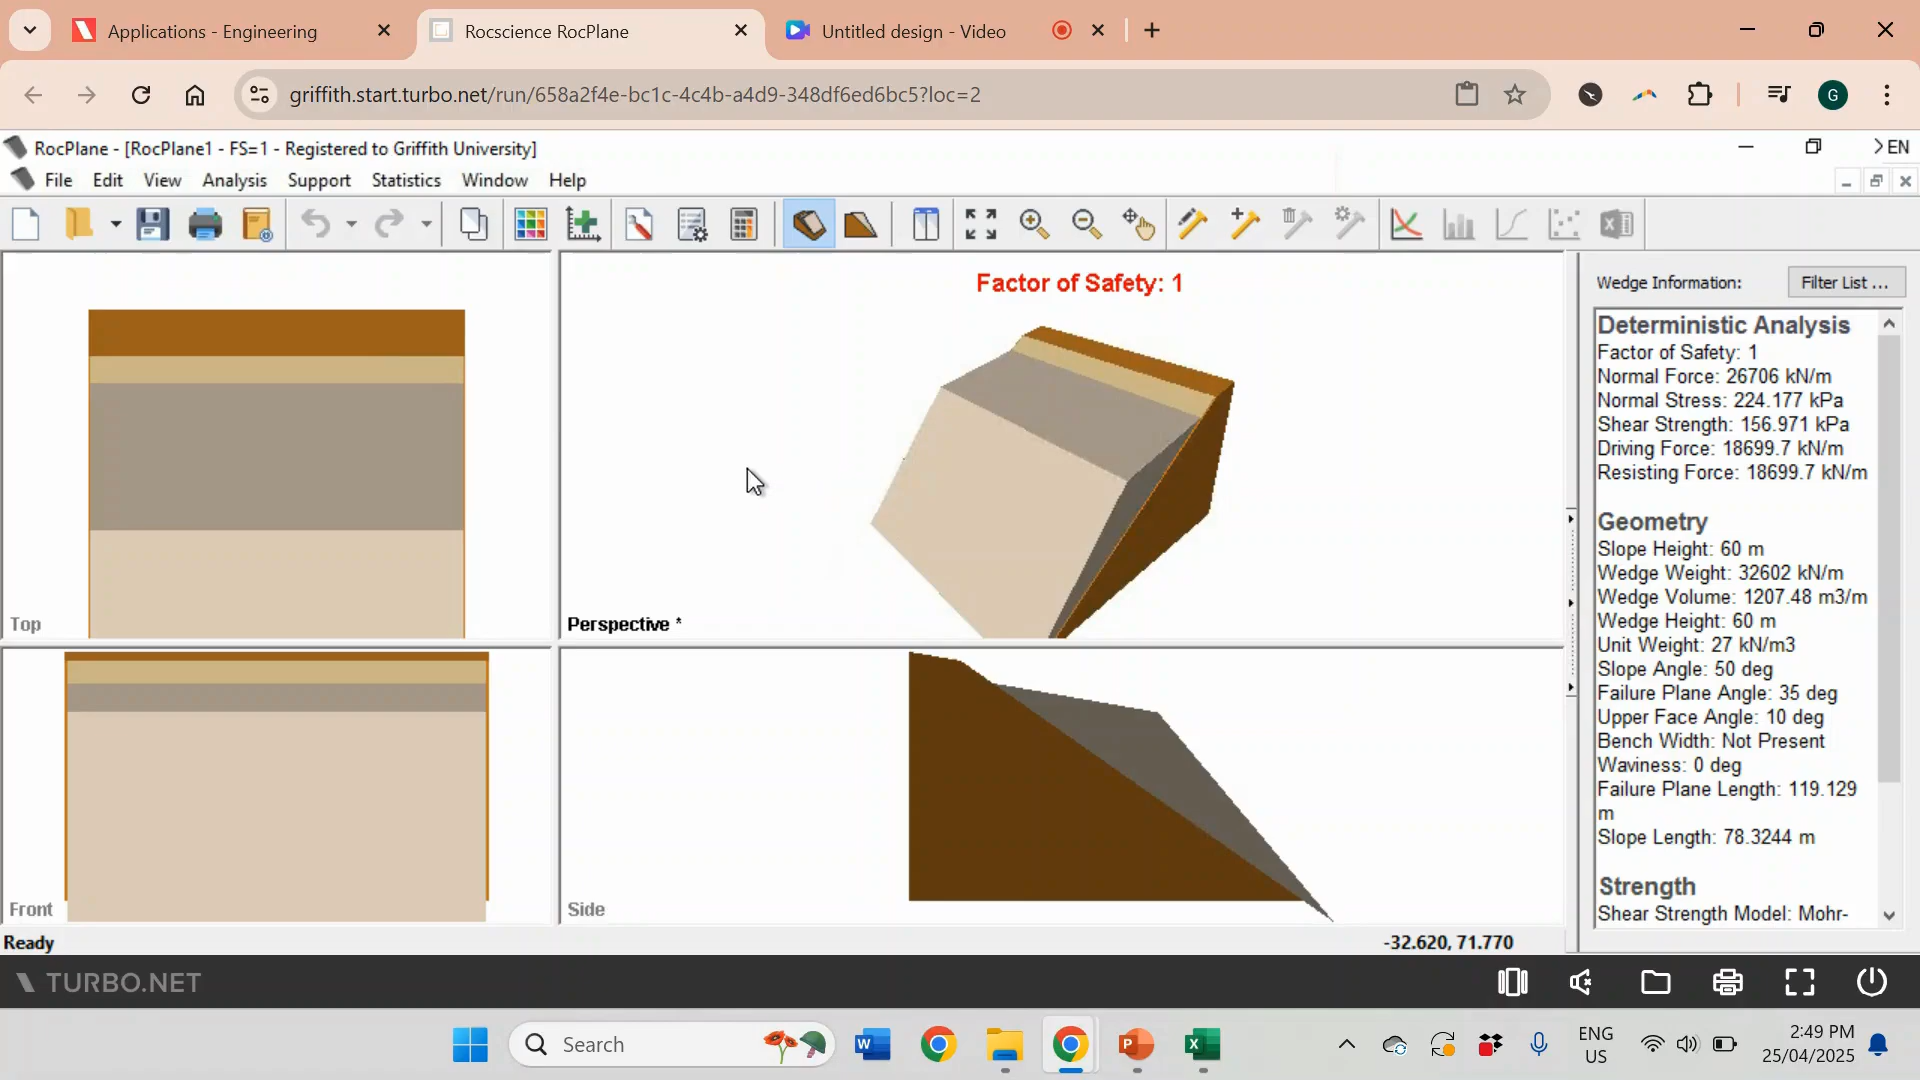 Applications - Engineering
Rocscience RocPlane
Untitled design - Video
griffith.start.turbo.net/run/658a2f4e-bc1c-4c4b-a4d9-348df6ed6bc5?loc=2
G
RocPlane - [RocPlane1 - FS=1 - Registered to Griffith University]
EN
File Edit View Analysis Support Statistics Window Help
Factor of Safety: 1
Top
Perspective *
Front
Side
Wedge Information:
Filter List ...
Deterministic Analysis
Factor of Safety: 1
Normal Force: 26706 kN/m
Normal Stress: 224.177 kPa
Shear Strength: 156.971 kPa
Driving Force: 18699.7 kN/m
Resisting Force: 18699.7 kN/m
Geometry
Slope Height: 60 m
Wedge Weight: 32602 kN/m
Wedge Volume: 1207.48 m3/m
Wedge Height: 60 m
Unit Weight: 27 kN/m3
Slope Angle: 50 deg
Failure Plane Angle: 35 deg
Upper Face Angle: 10 deg
Bench Width: Not Present
Waviness: 0 deg
Failure Plane Length: 119.129
m
Slope Length: 78.3244 m
Strength
Shear Strength Model: Mohr-
Ready
-32.620, 71.770
TURBO.NET
Search
ENG
US
2:49 PM
25/04/2025